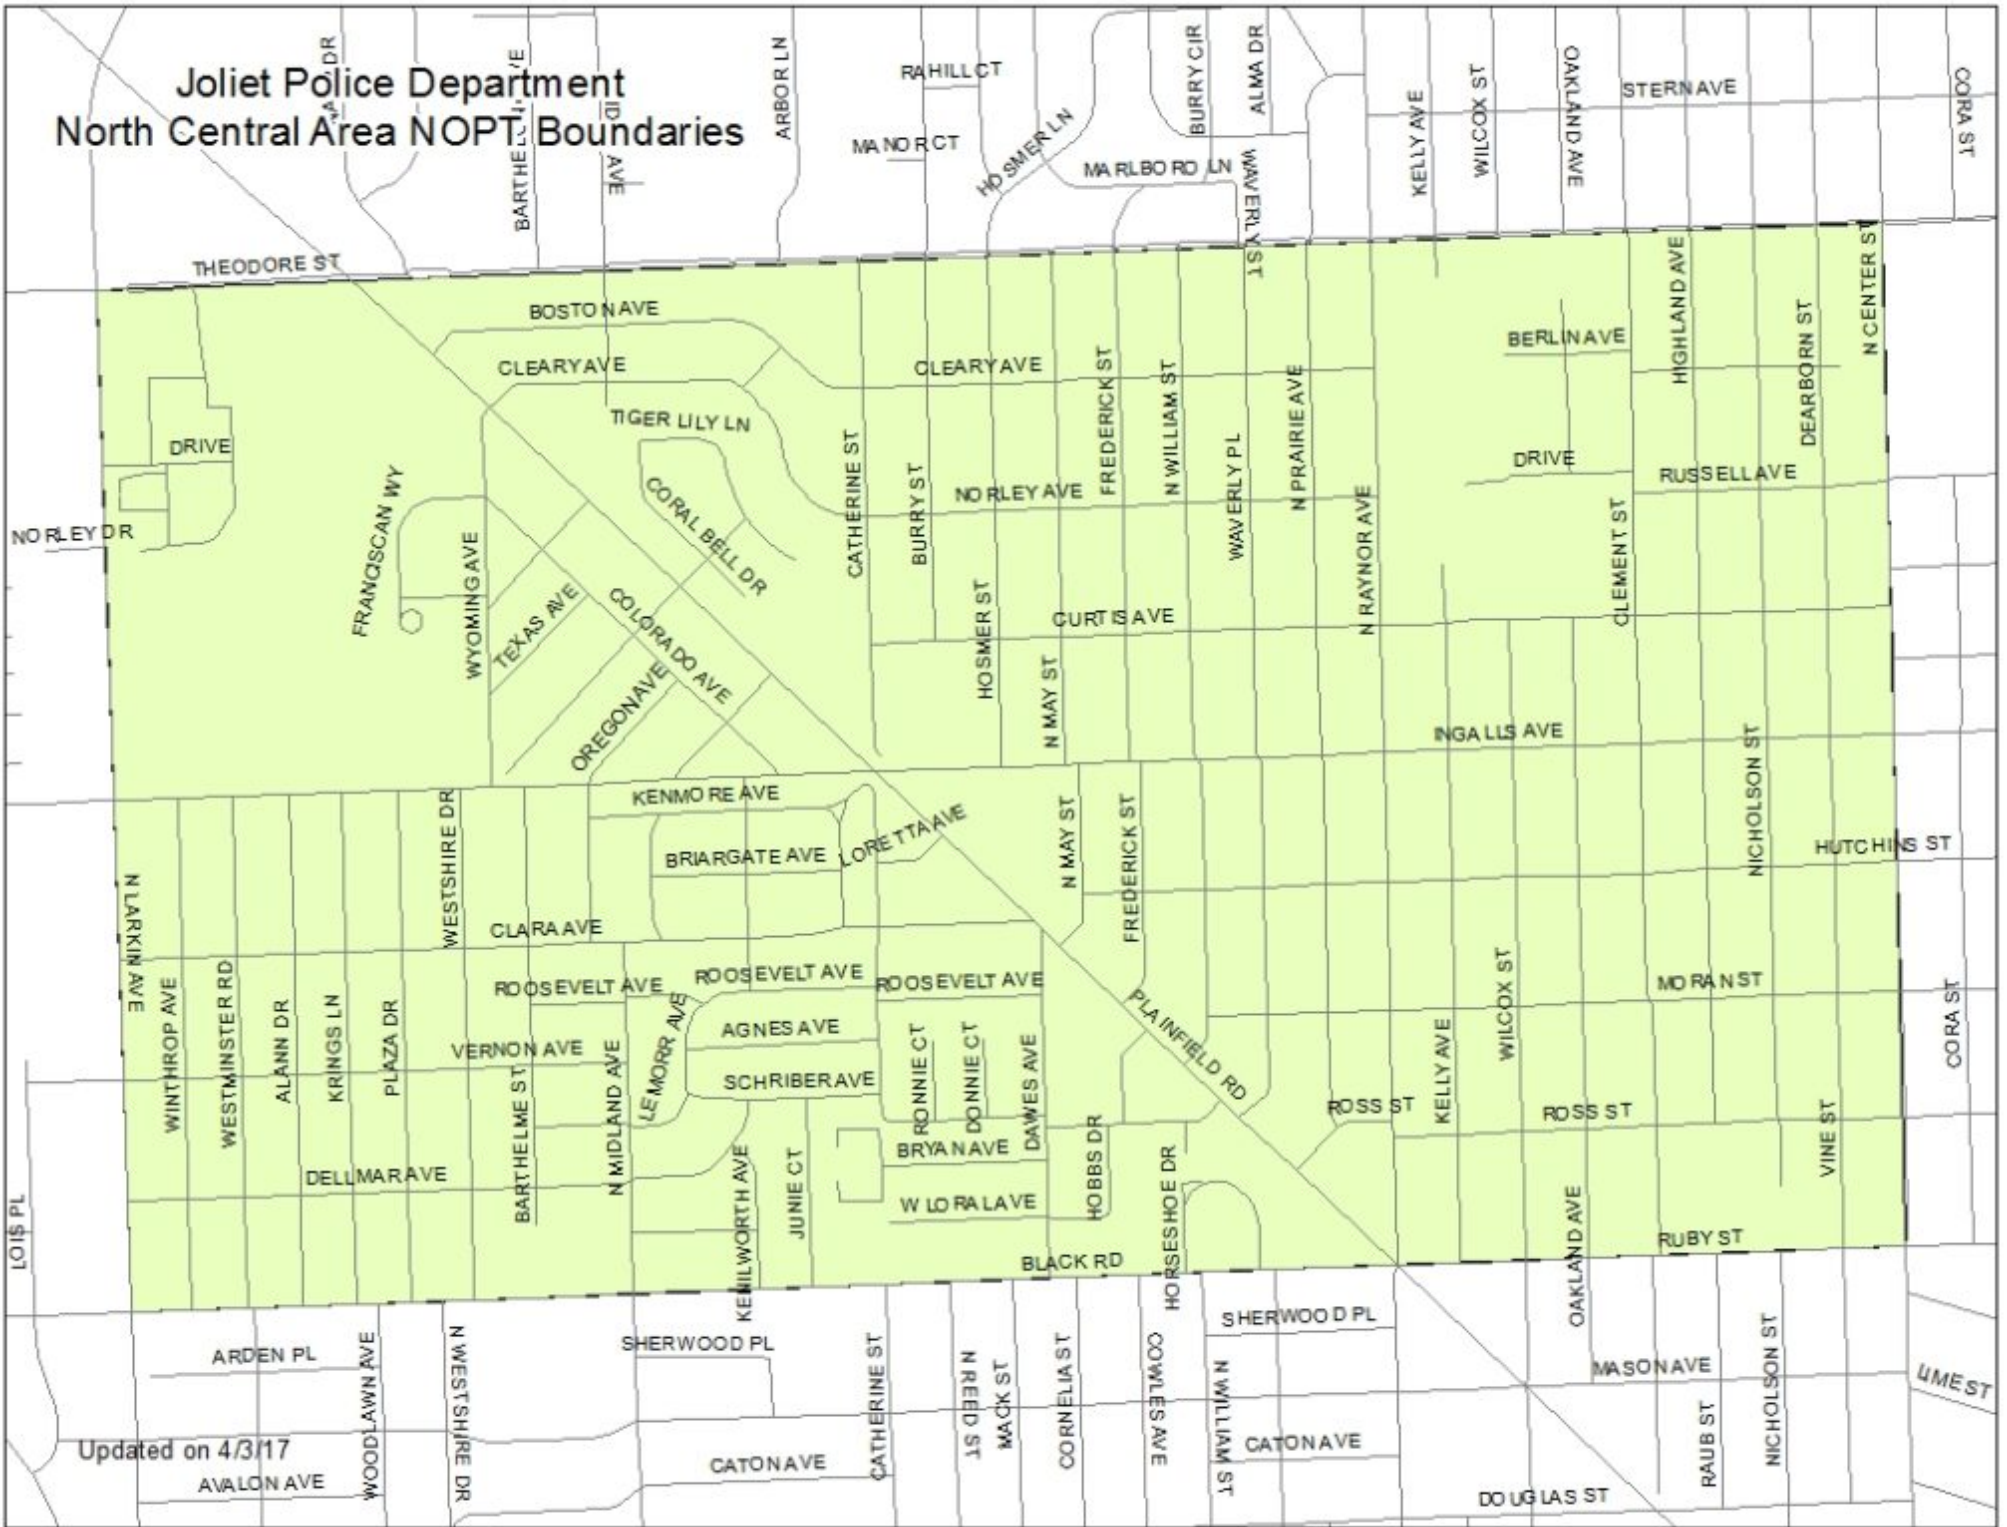 Joliet Police Department
North Central Area NOPT Boundaries
ARBOR LN
RAHILL CT
MANOR CT
HOSMER LN
MARLBORO LN
BURRY CIR
ALMA DR
WAVERLY ST
KELLY AVE
WILCOX ST
OAKLAND AVE
STERN AVE
CORA ST
THEODORE ST
BOSTON AVE
CLEARY AVE
CLEARY AVE
TIGER LILY LN
CORAL BELL DR
CATHERINE ST
BURRY ST
NORLEY AVE
FREDERICK ST
N WILLIAM ST
WAVERLY PL
N PRAIRIE AVE
N RAYNOR AVE
BERLIN AVE
HIGHLAND AVE
DEARBORN ST
N CENTER ST
DRIVE
DRIVE
RUSSELL AVE
CLEMENT ST
NORLEY DR
FRANCISCAN WY
WYOMING AVE
TEXAS AVE
COLORADO AVE
OREGON AVE
HOSMER ST
N MAY ST
CURTIS AVE
INGALLS AVE
NICHOLSON ST
HUTCHINS ST
KENMORE AVE
BRIARGATE AVE
LORETTA AVE
N MAY ST
FREDERICK ST
N LARKIN AVE
WESTSHIRE DR
CLARA AVE
WINTHROP AVE
WESTMINSTER RD
ALANN DR
KRINGS LN
PLAZA DR
ROOSEVELT AVE
ROOSEVELT AVE
ROOSEVELT AVE
VERNON AVE
LE MORR AVE
AGNES AVE
SCHRIBER AVE
RONNIE CT
DONNIE CT
DAWES AVE
PLAINFIELD RD
MORAN ST
WILCOX ST
KELLY AVE
ROSS ST
ROSS ST
CORA ST
VINE ST
BARTHELME ST
N MIDLAND AVE
DELLMAR AVE
KENILWORTH AVE
JUNIE CT
BRYAN AVE
W LORAL AVE
HOBBS DR
HORSESHOE DR
BLACK RD
RUBY ST
OAKLAND AVE
LOIS PL
ARDEN PL
WOODLAWN AVE
N WESTSHIRE DR
SHERWOOD PL
CATHERINE ST
N REED ST
MACK ST
CORNELIA ST
COWLES AVE
N WILLIAM ST
SHERWOOD PL
MASON AVE
RAUB ST
NICHOLSON ST
LIME ST
CATON AVE
CATON AVE
DOUGLAS ST
AVALON AVE
Updated on 4/3/17